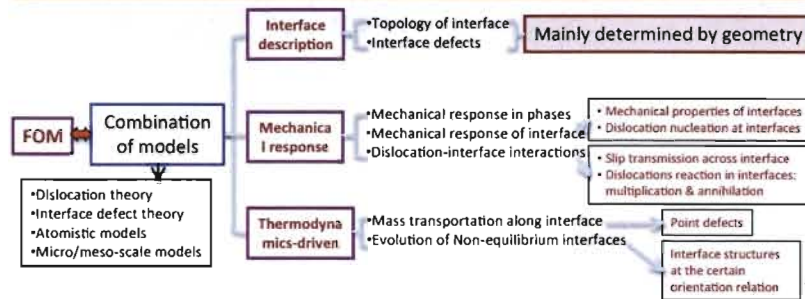 Interface
description
•Topology of interface
•Interface defects
Mainly determined by geometry
FOM
Combination
of models
Mechanica
l response
•Mechanical response in phases
•Mechanical response of interface
•Dislocation-interface interactions
• Mechanical properties of interfaces
• Dislocation nucleation at interfaces
• Slip transmission across interface
• Dislocations reaction in interfaces:
multiplication & annihilation
•Dislocation theory
•Interface defect theory
•Atomistic models
•Micro/meso-scale models
Thermodyna
mics-driven
•Mass transportation along interface
•Evolution of Non-equilibrium interfaces
Point defects
Interface structures
at the certain
orientation relation